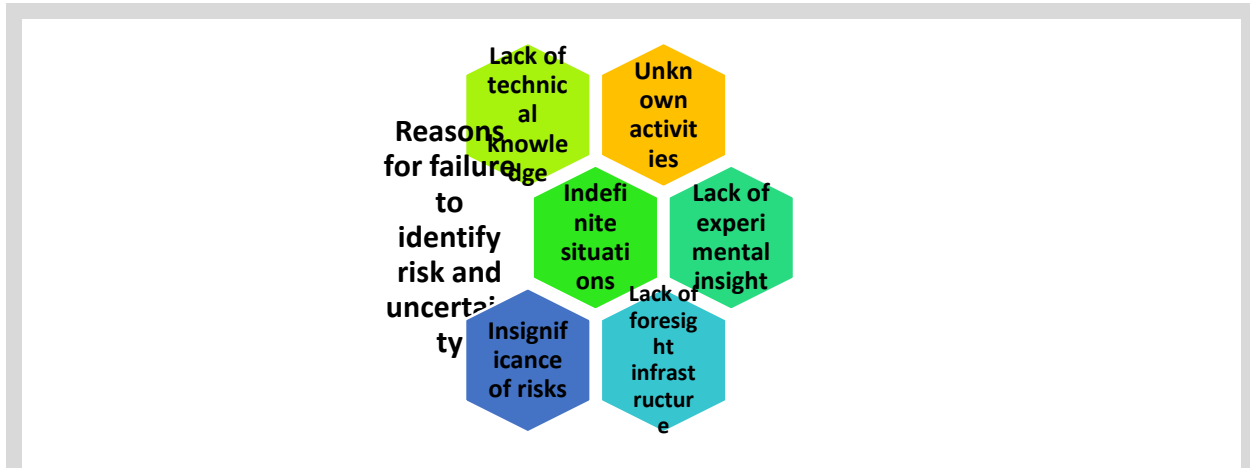 Reasons
for failure
to
identify
risk and
uncertai
ty
Lack of
technic
al
knowle
dge
Unkn
own
activit
ies
Indefi
nite
situati
ons
Lack of
experi
mental
insight
Insignif
icance
of risks
Lack of
foresig
ht
infrast
ructur
e